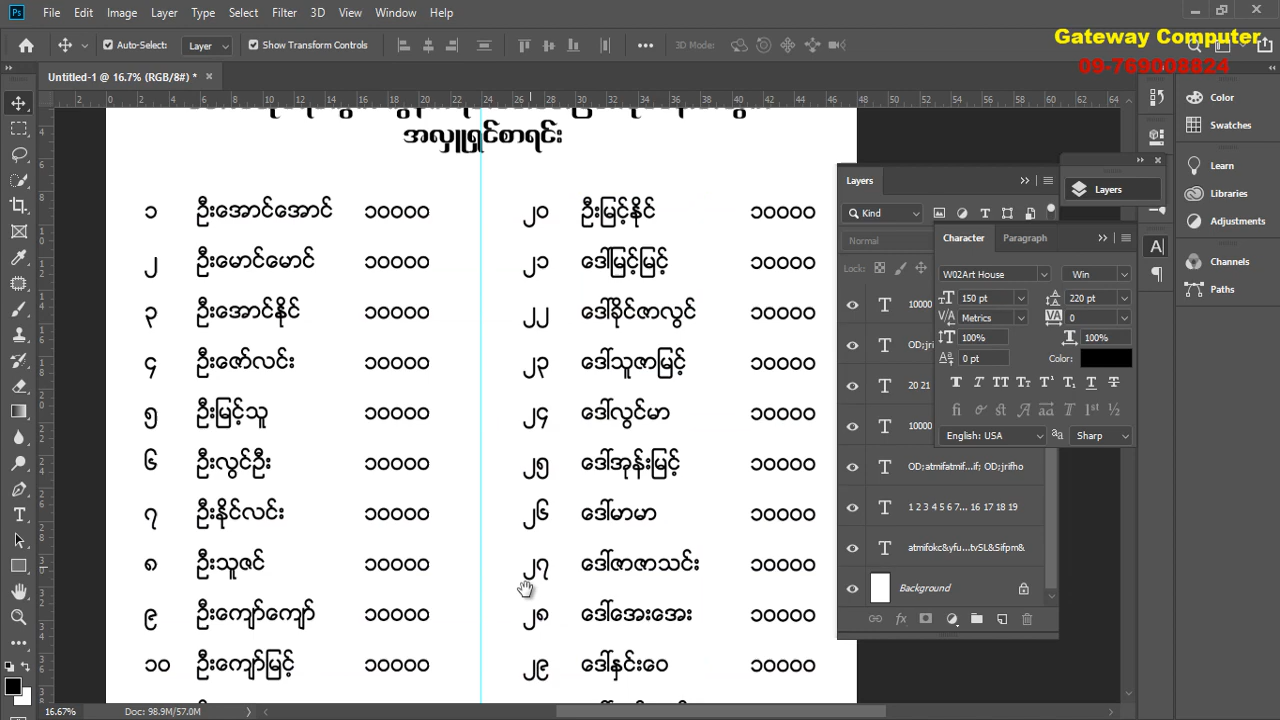 File Edit Image Layer Type Select Filter 3D View Window Help
Gateway Computer
09-769008824
Auto-Select: Layer Show Transform Controls 3D Mode:
Untitled-1 @ 16.7% (RGB/8#) *
အလှူရှင်စာရင်း
၁ ဦးအောင်အောင် ၁၀၀၀၀ ၂၀ ဦးမြင့်နိုင် ၁၀၀၀၀
၂ ဦးမောင်မောင် ၁၀၀၀၀ ၂၁ ဒေါ်မြင့်မြင့် ၁၀၀၀၀
၃ ဦးအောင်နိုင် ၁၀၀၀၀ ၂၂ ဒေါ်ခိုင်ဇာလွင် ၁၀၀၀၀
၄ ဦးဇော်လင်း ၁၀၀၀၀ ၂၃ ဒေါ်သူဇာမြင့် ၁၀၀၀၀
၅ ဦးမြင့်သူ ၁၀၀၀၀ ၂၄ ဒေါ်လွင်မာ ၁၀၀၀၀
၆ ဦးလွင်ဦး ၁၀၀၀၀ ၂၅ ဒေါ်အုန်းမြင့် ၁၀၀၀၀
၇ ဦးနိုင်လင်း ၁၀၀၀၀ ၂၆ ဒေါ်မာမာ ၁၀၀၀၀
၈ ဦးသူဇင် ၁၀၀၀၀ ၂၇ ဒေါ်ဇာဇာသင်း ၁၀၀၀၀
၉ ဦးကျော်ကျော် ၁၀၀၀၀ ၂၈ ဒေါ်အေးအေး ၁၀၀၀၀
၁၀ ဦးကျော်မြင့် ၁၀၀၀၀ ၂၉ ဒေါ်နှင်းဝေ ၁၀၀၀၀
Layers
Kind
Normal
Lock:
10000
OD;jri
20 21
10000
OD;atmifatmif...if; OD;jrifho
1 2 3 4 5 6 7... 16 17 18 19
atmifokc&yfu...tvSL&Sifpm&
Background
Layers
Character Paragraph
W02Art House Win
150 pt 220 pt
Metrics 0
100% 100%
0 pt Color:
English: USA Sharp
Color
Swatches
Learn
Libraries
Adjustments
Channels
Paths
16.67% Doc: 98.9M/57.0M